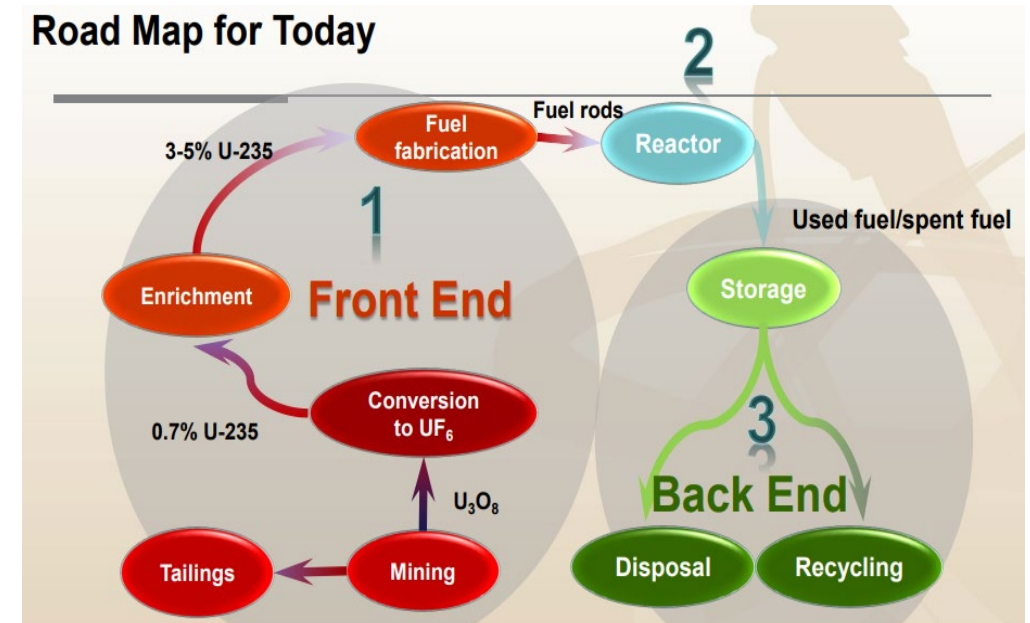 Road Map for Today
2
Fuel rods
Fuel
fabrication
Reactor
3-5% U-235
1
Used fuel/spent fuel
Enrichment
Front End
Storage
Conversion
to UF₆
0.7% U-235
3
Back End
U₃O₈
Tailings
Mining
Disposal
Recycling